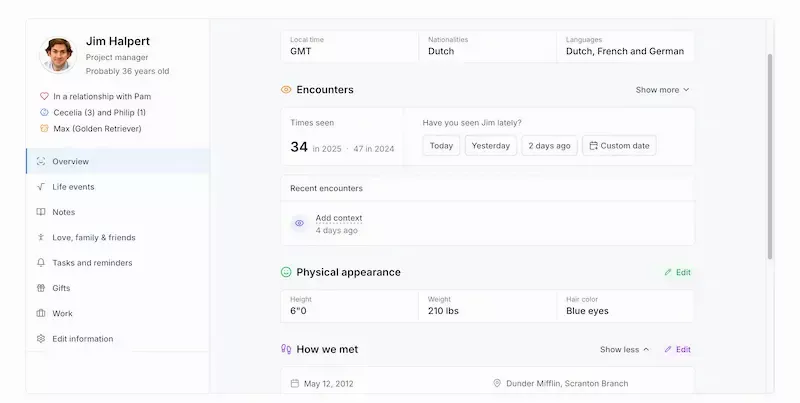 Jim Halpert
Project manager
Probably 36 years old
In a relationship with Pam
Cecelia (3) and Philip (1)
Max (Golden Retriever)
Overview
Life events
Notes
Love, family & friends
Tasks and reminders
Gifts
Work
Edit information
Local time
GMT
Nationalities
Dutch
Languages
Dutch, French and German
Encounters
Show more
Times seen
34 in 2025 · 47 in 2024
Have you seen Jim lately?
Today
Yesterday
2 days ago
Custom date
Recent encounters
Add context
4 days ago
Physical appearance
Edit
Height
6"0
Weight
210 lbs
Hair color
Blue eyes
How we met
Show less
Edit
May 12, 2012
Dunder Mifflin, Scranton Branch